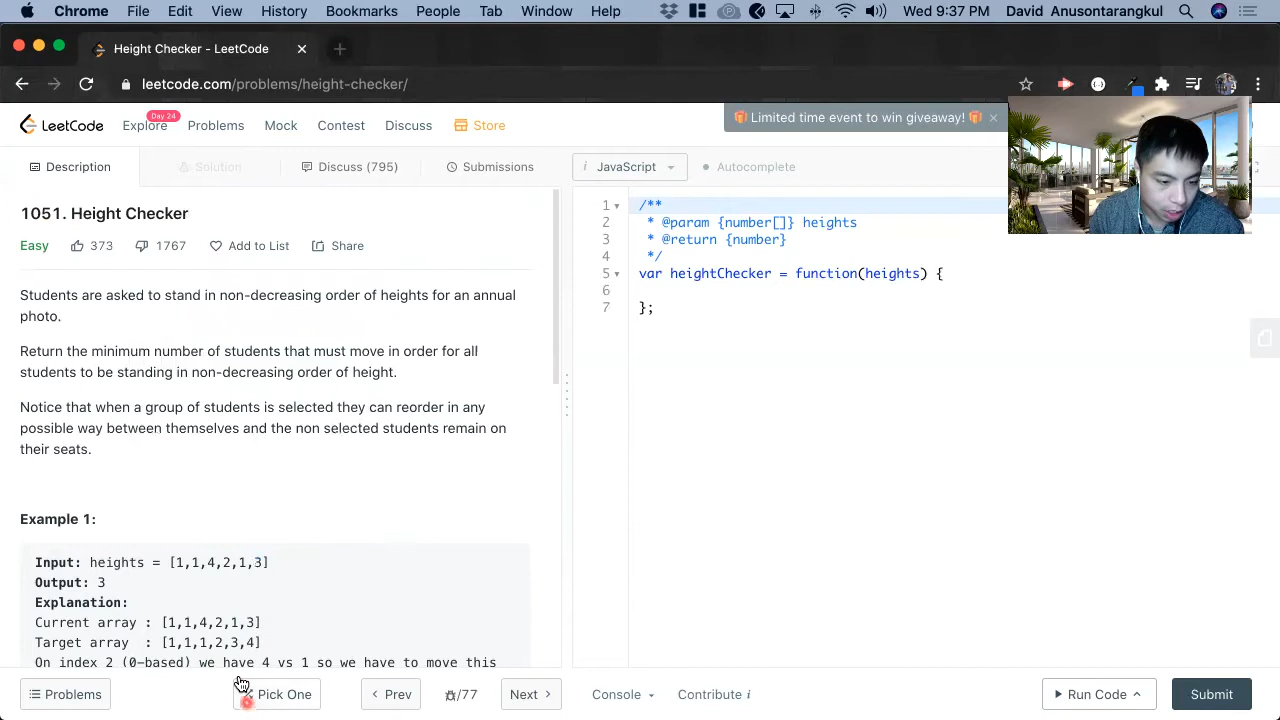 Chrome File Edit View History Bookmarks People Tab Window Help Wed 9:37 PM David Anusontarangkul
Height Checker - LeetCode
leetcode.com/problems/height-checker/
LeetCode Explore Day 24 Problems Mock Contest Discuss Store
Limited time event to win giveaway!
Description Solution Discuss (795) Submissions
i JavaScript Autocomplete
1051. Height Checker
Easy 373 1767 Add to List Share
Students are asked to stand in non-decreasing order of heights for an annual
photo.
Return the minimum number of students that must move in order for all
students to be standing in non-decreasing order of height.
Notice that when a group of students is selected they can reorder in any
possible way between themselves and the non selected students remain on
their seats.
Example 1:
Input: heights = [1,1,4,2,1,3]
Output: 3
Explanation:
Current array : [1,1,4,2,1,3]
Target array  : [1,1,1,2,3,4]
On index 2 (0-based) we have 4 vs 1 so we have to move this
1 /**
2 * @param {number[]} heights
3 * @return {number}
4 */
5 var heightChecker = function(heights) {
6
7 };
Problems Pick One Prev /77 Next Console Contribute i Run Code Submit